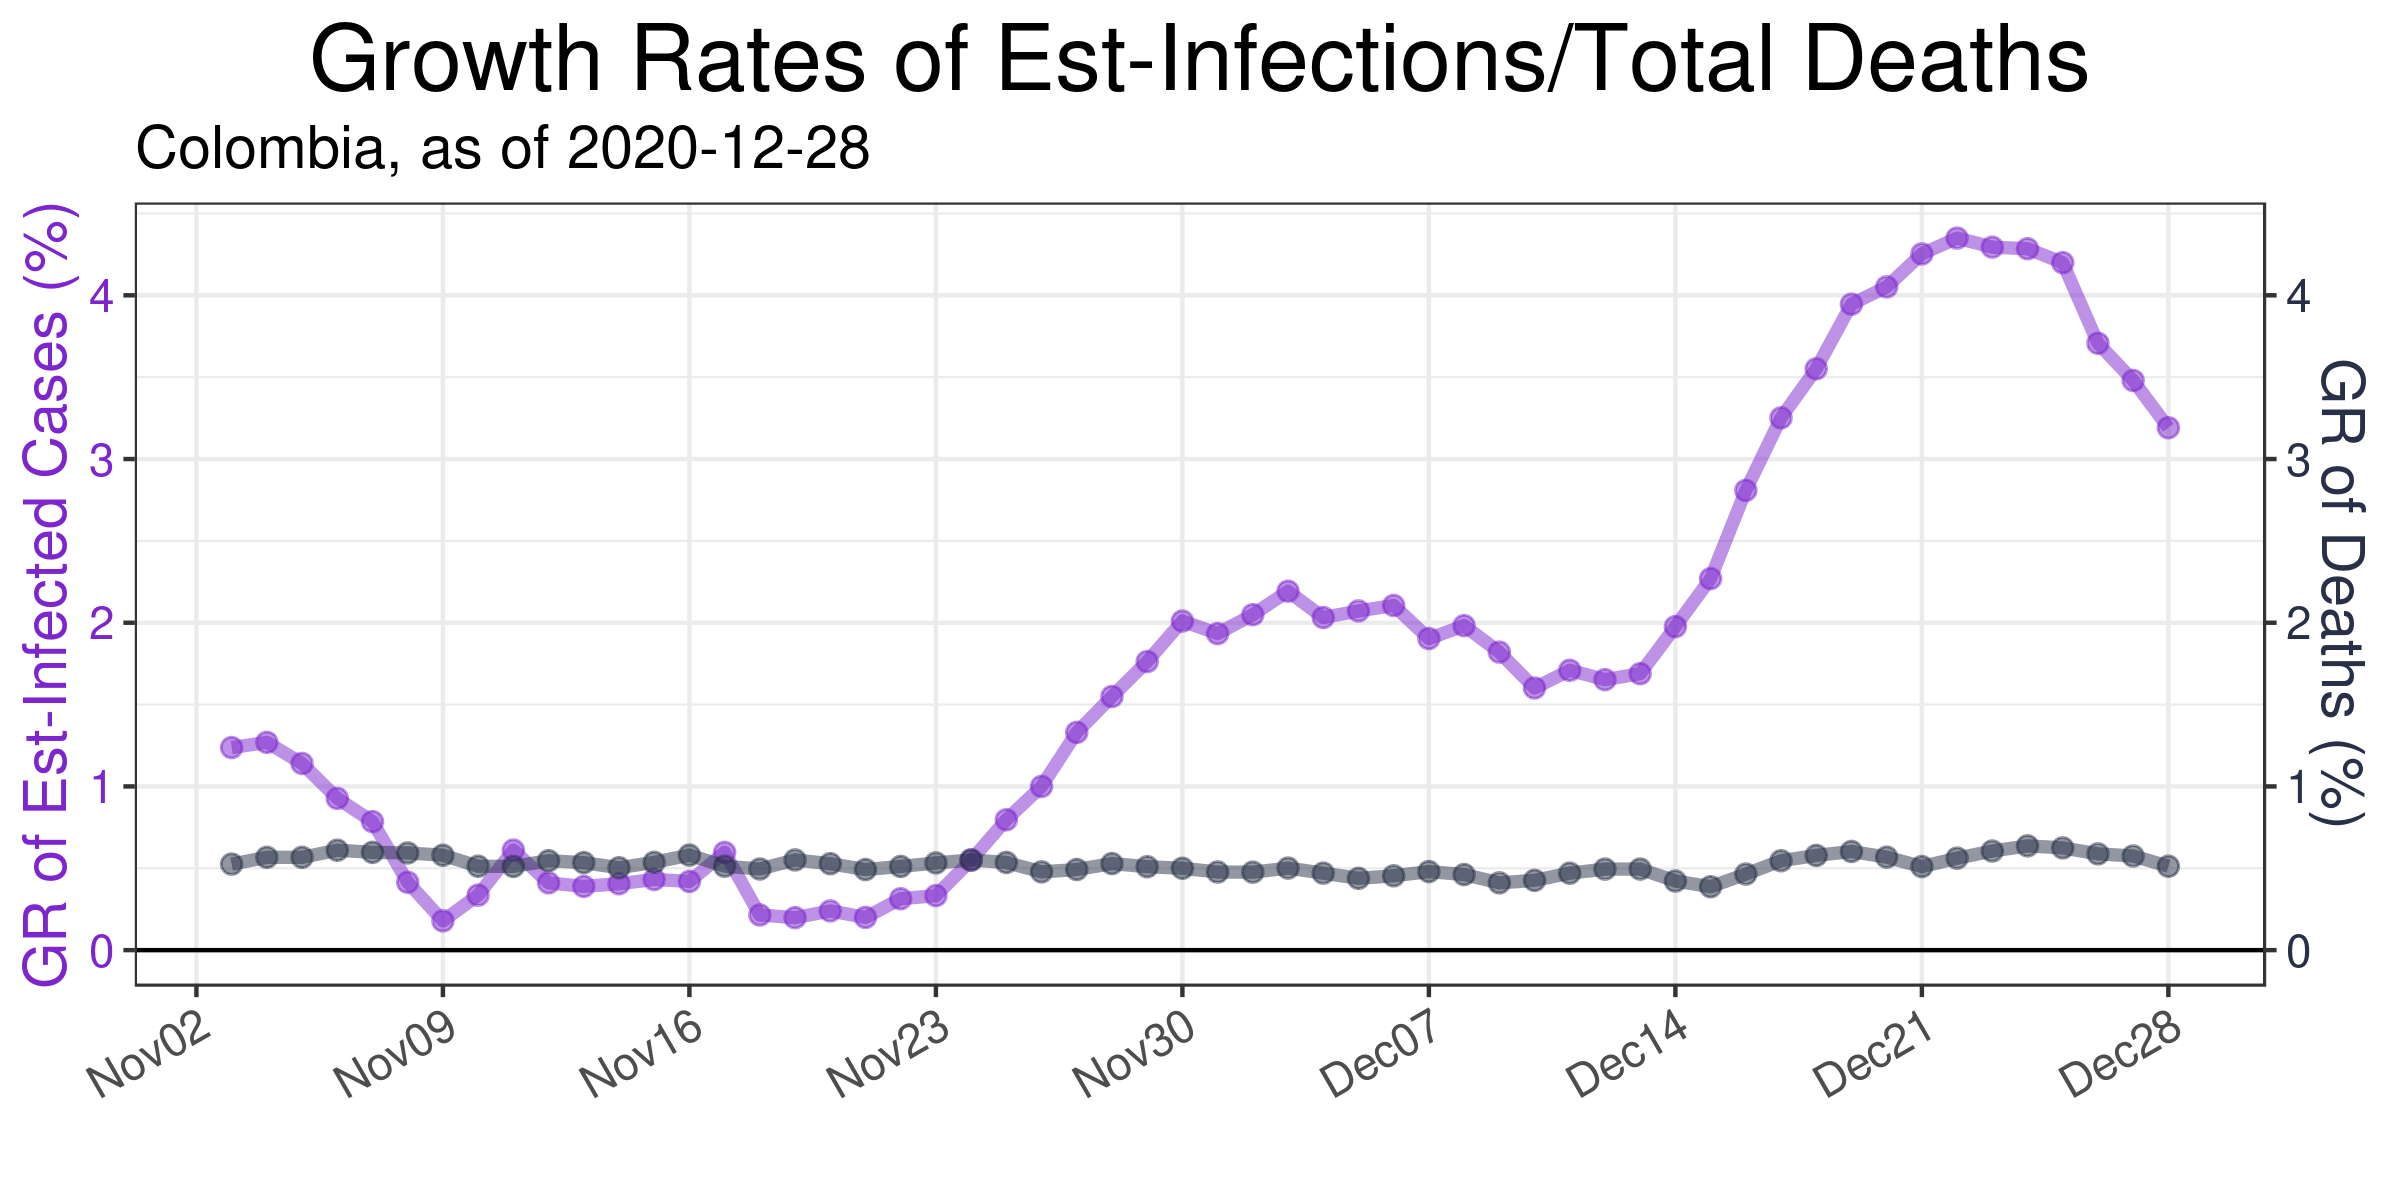 Growth Rates of Est-Infections/Total Deaths
Colombia, as of 2020-12-28
GR of Est-Infected Cases (%)
4
3
2
1
0
4
3
2
1
0
GR of Deaths (%)
Nov02
Nov09
Nov16
Nov23
Nov30
Dec07
Dec14
Dec21
Dec28